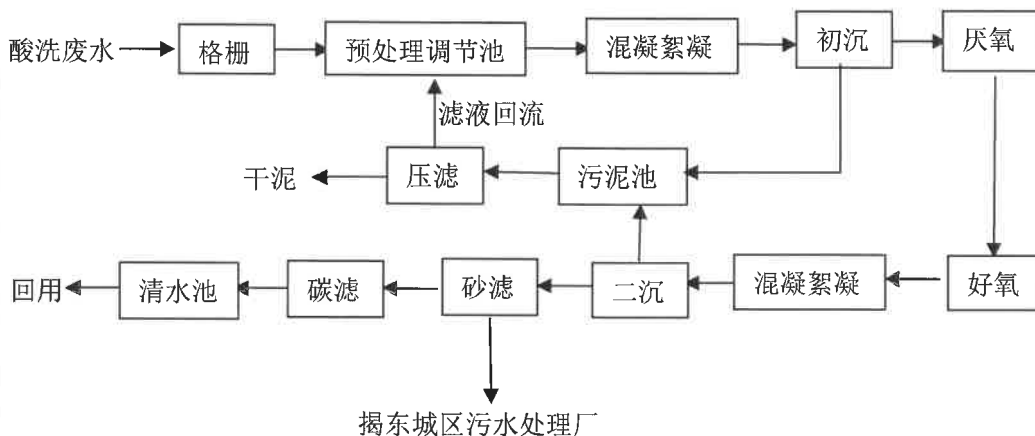 酸洗废水
格栅
预处理调节池
混凝絮凝
初沉
厌氧
滤液回流
干泥
压滤
污泥池
回用
清水池
碳滤
砂滤
二沉
混凝絮凝
好氧
揭东城区污水处理厂